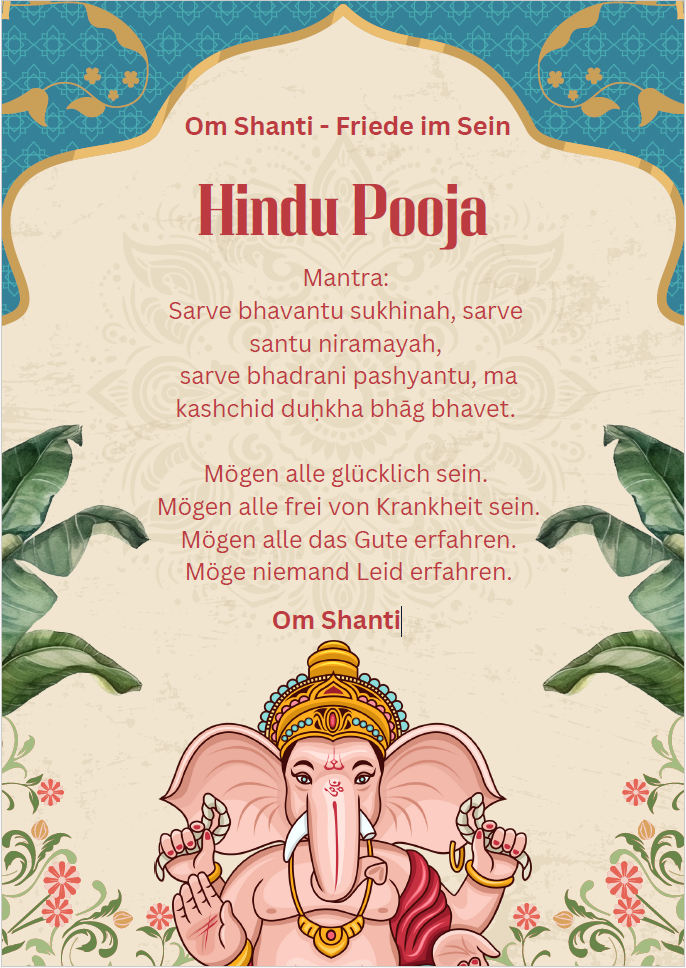 Om Shanti - Friede im Sein
Hindu Pooja
Mantra:
Sarve bhavantu sukhinah, sarve
santu niramayah,
sarve bhadrani pashyantu, ma
kashchid duḥkha bhāg bhavet.
Mögen alle glücklich sein.
Mögen alle frei von Krankheit sein.
Mögen alle das Gute erfahren.
Möge niemand Leid erfahren.
Om Shanti
ॐ